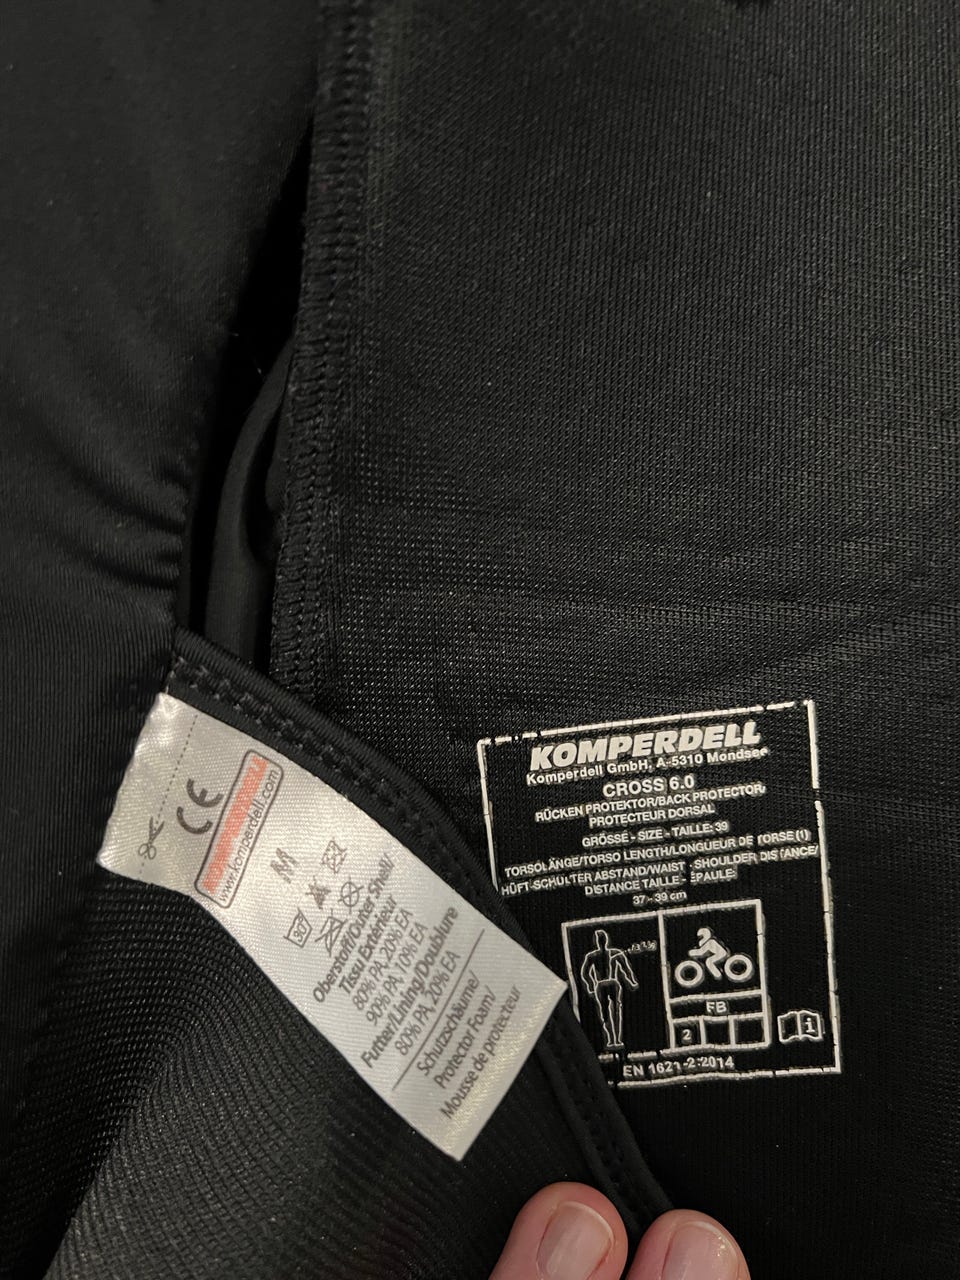 CE
www.komperdell.com
M
30°
Oberstoff/Outer Shell/
Tissu Extérieur
80% PA, 20% EA
90% PA, 10% EA
Futter/Lining/Doublure
80% PA, 20% EA
Schutzschäume/
Protector Foam/
Mousse de protecteur
KOMPERDELL
Komperdell GmbH, A-5310 Mondsee
CROSS 6.0
RÜCKEN PROTEKTOR/BACK PROTECTOR/
PROTECTEUR DORSAL
GRÖSSE - SIZE - TAILLE: 39
TORSOLÄNGE/TORSO LENGTH/LONGUEUR DE TORSE(1)
HÜFT-SCHULTER ABSTAND/WAIST - SHOULDER DISTANCE/
DISTANCE TAILLE - ÉPAULE:
37 - 39 cm
FB
2
i
EN 1621-2:2014